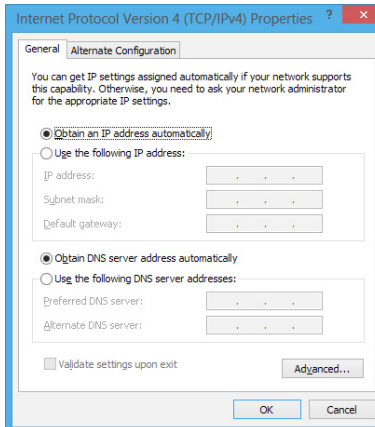 Internet Protocol Version 4 (TCP/IPv4) Properties ? ×
General Alternate Configuration
You can get IP settings assigned automatically if your network supports
this capability. Otherwise, you need to ask your network administrator
for the appropriate IP settings.
Obtain an IP address automatically
Use the following IP address:
IP address: . . .
Subnet mask: . . .
Default gateway: . . .
Obtain DNS server address automatically
Use the following DNS server addresses:
Preferred DNS server: . . .
Alternate DNS server: . . .
Validate settings upon exit
Advanced...
OK Cancel